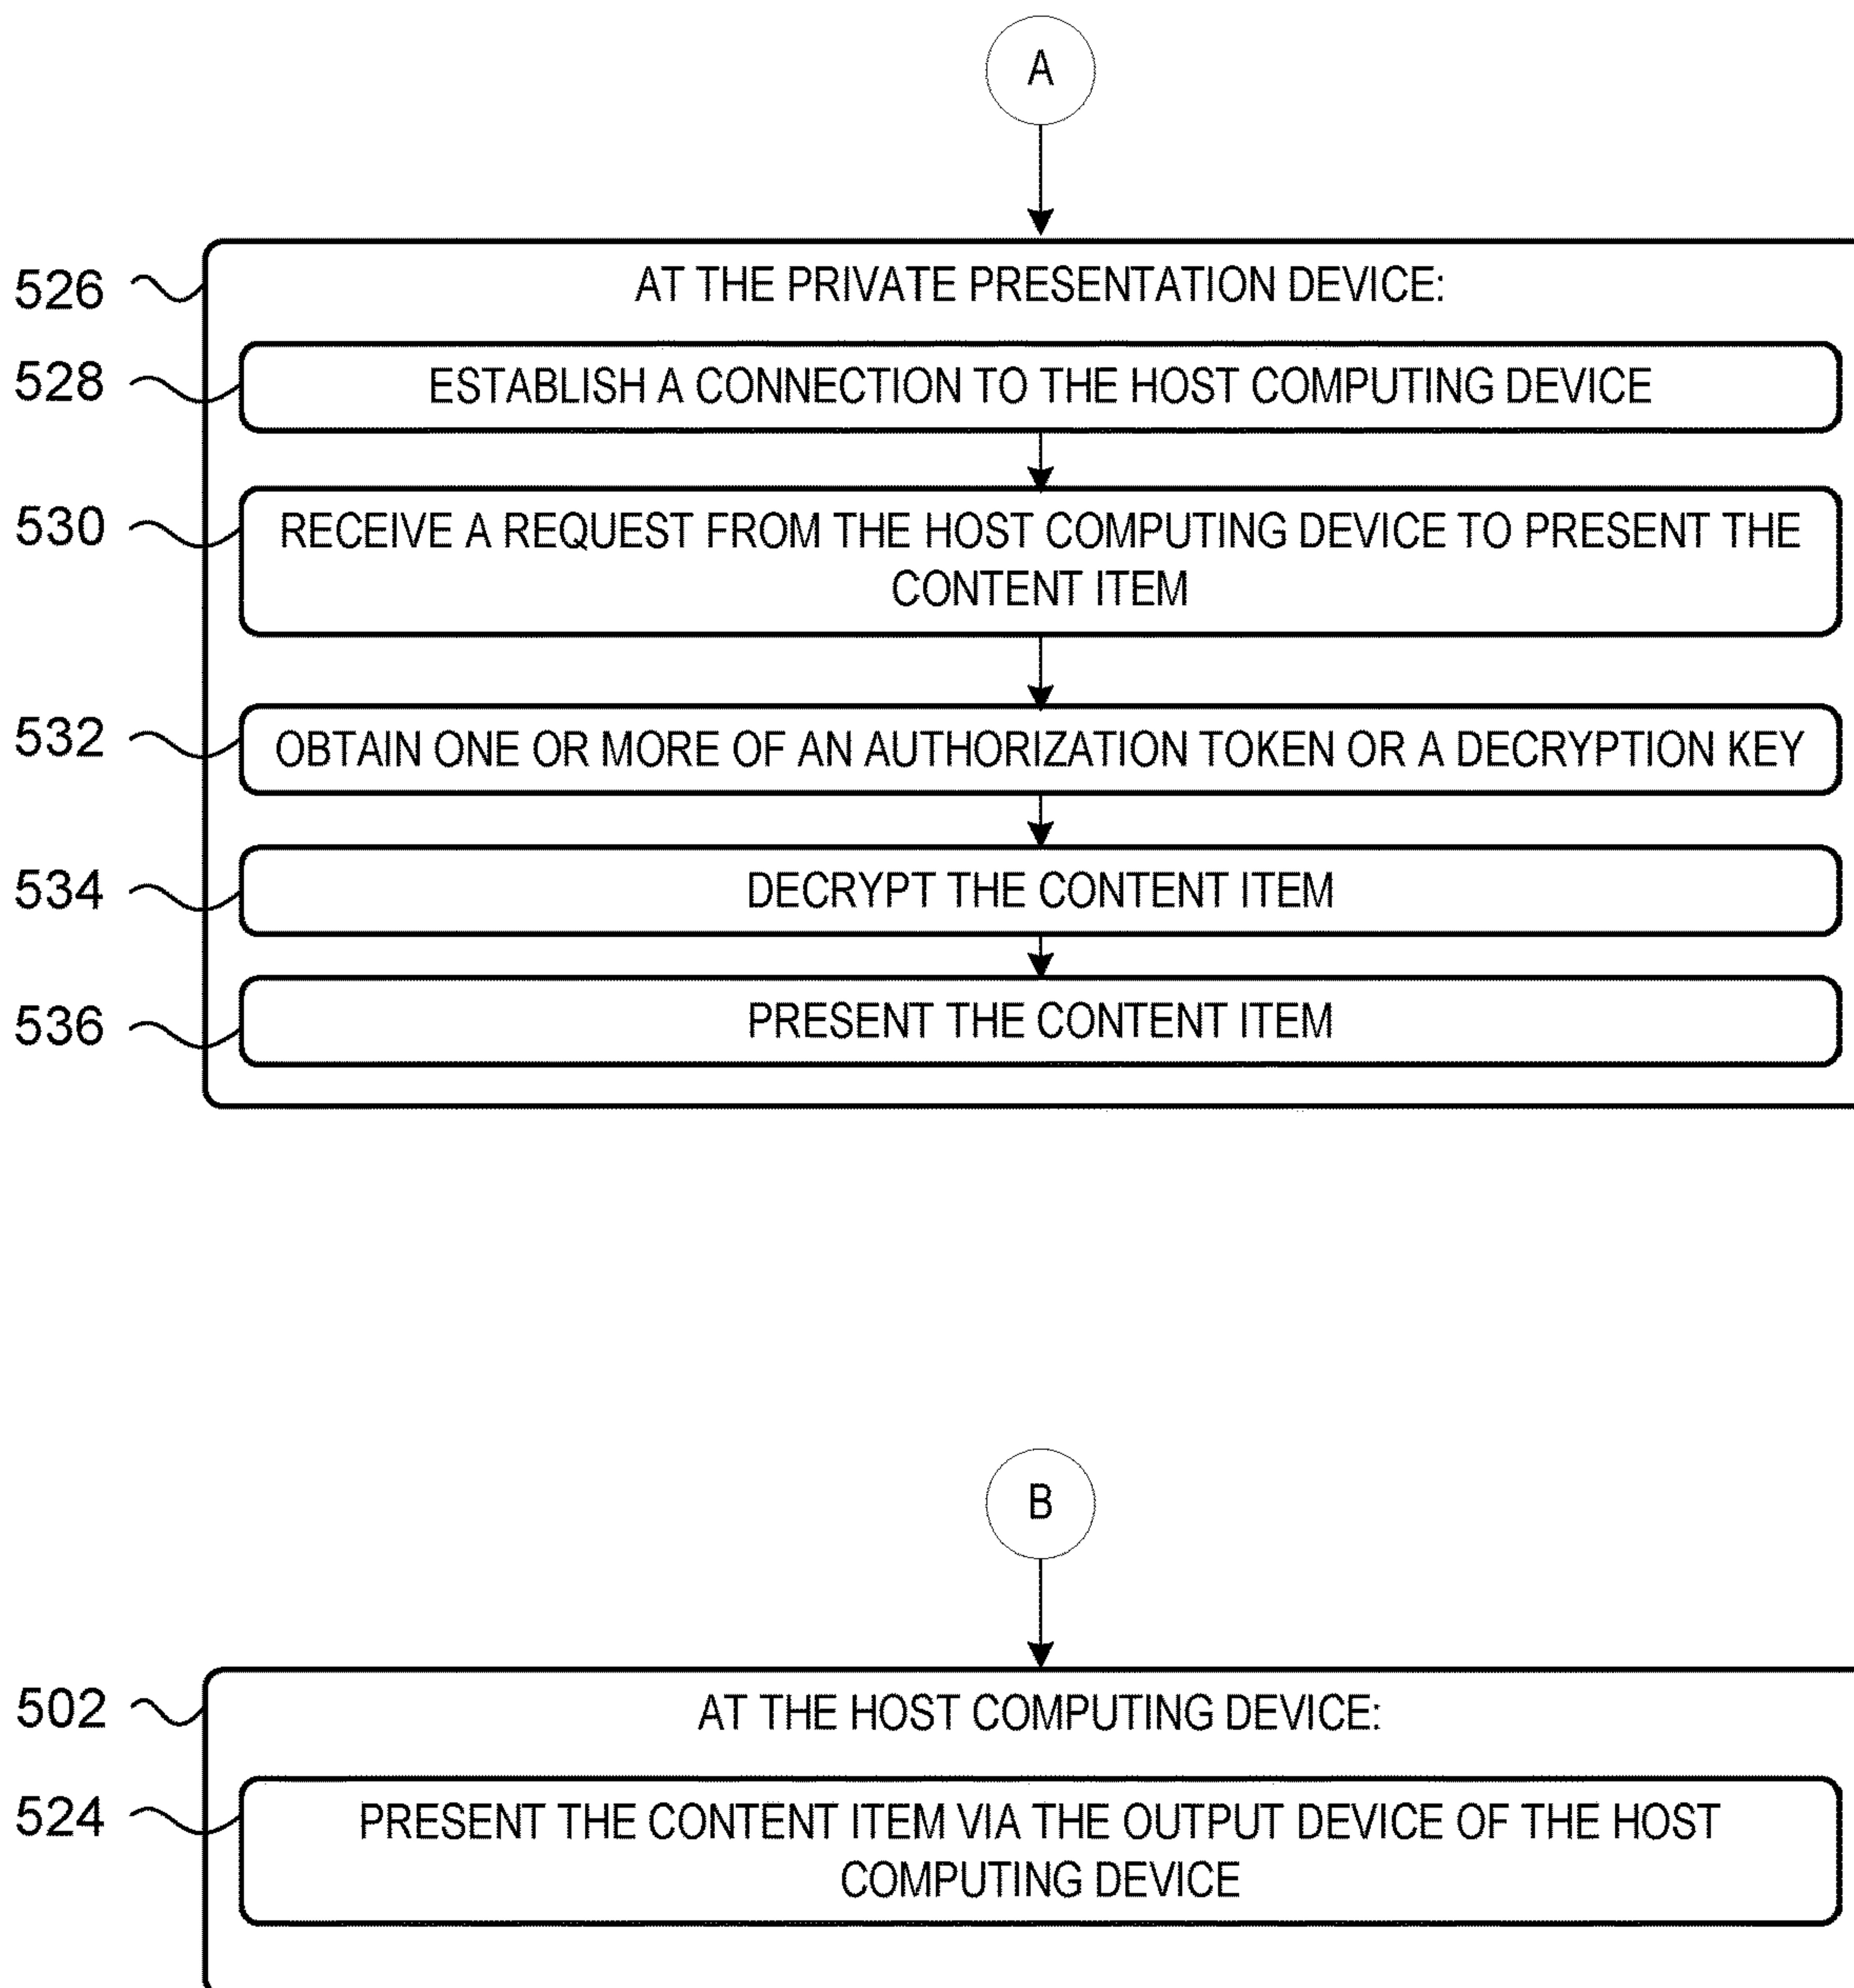 A
526
AT THE PRIVATE PRESENTATION DEVICE:
528
ESTABLISH A CONNECTION TO THE HOST COMPUTING DEVICE
530
RECEIVE A REQUEST FROM THE HOST COMPUTING DEVICE TO PRESENT THE
CONTENT ITEM
532
OBTAIN ONE OR MORE OF AN AUTHORIZATION TOKEN OR A DECRYPTION KEY
534
DECRYPT THE CONTENT ITEM
536
PRESENT THE CONTENT ITEM
B
502
AT THE HOST COMPUTING DEVICE:
524
PRESENT THE CONTENT ITEM VIA THE OUTPUT DEVICE OF THE HOST
COMPUTING DEVICE